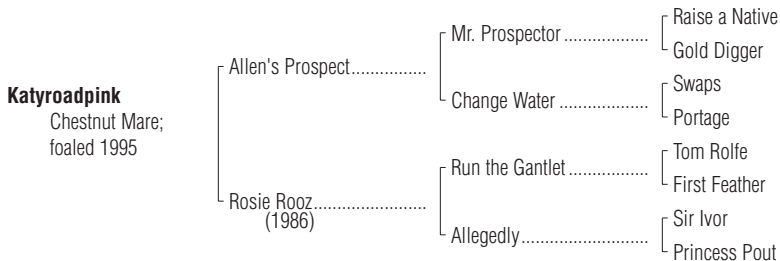 Raise a Native
Mr. Prospector ..................
Gold Digger
Allen's Prospect................
Swaps
Change Water ..................
Portage
Katyroadpink
Chestnut Mare;
foaled 1995
Tom Rolfe
Run the Gantlet .................
First Feather
Rosie Rooz........................
(1986)
Sir Ivor
Allegedly...........................
Princess Pout